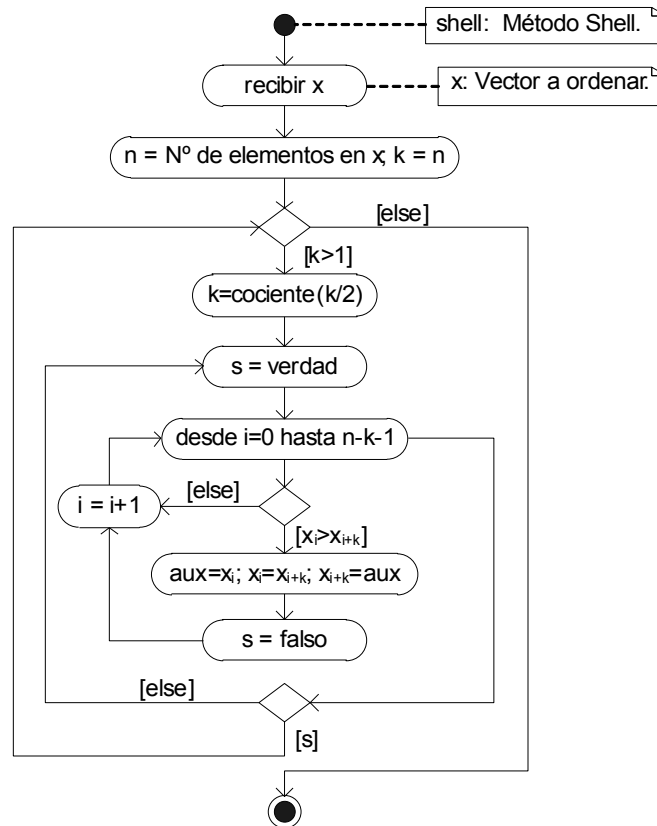 shell: Método Shell.
recibir x
x: Vector a ordenar.
n = Nº de elementos en x; k = n
[else]
[k>1]
k=cociente(k/2)
s = verdad
desde i=0 hasta n-k-1
i = i+1
[else]
[xᵢ>xᵢ₊ₖ]
aux=xᵢ; xᵢ=xᵢ₊ₖ; xᵢ₊ₖ=aux
s = falso
[else]
[s]